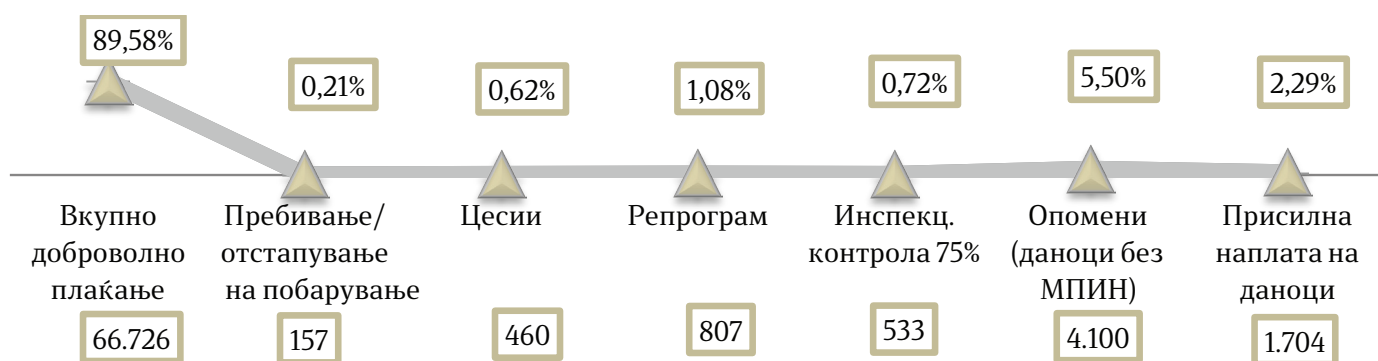 89,58%
0,21%
0,62%
1,08%
0,72%
5,50%
2,29%
Вкупно
доброволно
плаќање
Пребивање/
отстапување
на побарување
Цесии
Репрограм
Инспекц.
контрола 75%
Опомени
(даноци без
МПИН)
Присилна
наплата на
даноци
66.726
157
460
807
533
4.100
1.704